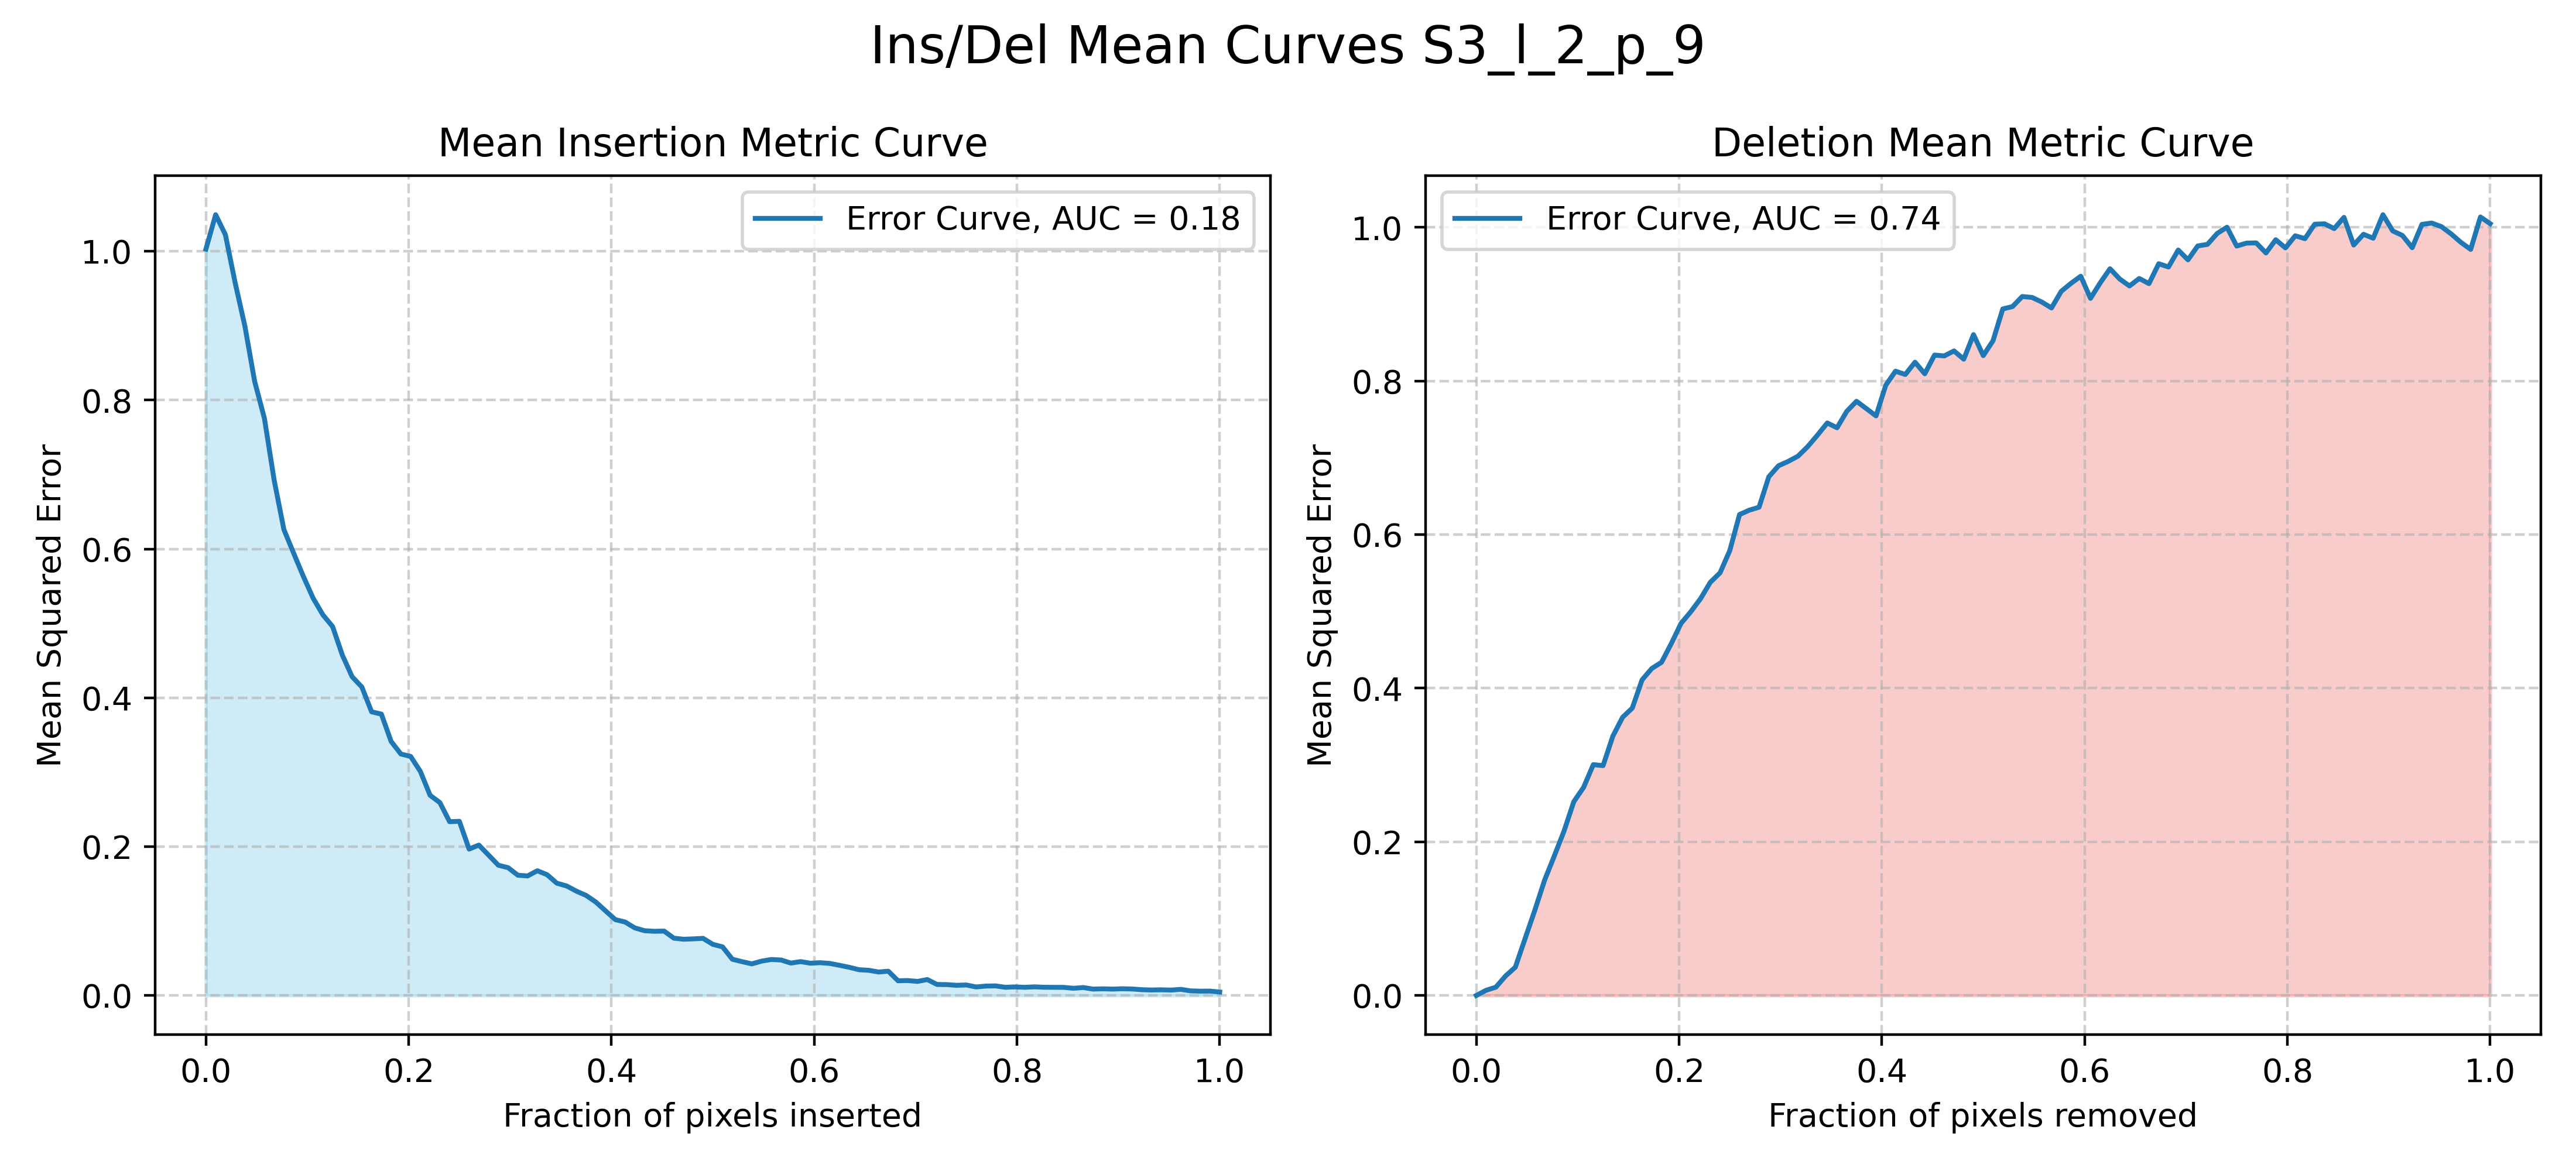 Ins/Del Mean Curves S3_l_2_p_9
Mean Insertion Metric Curve
Error Curve, AUC = 0.18
1.0
0.8
0.6
0.4
0.2
0.0
Mean Squared Error
0.0 0.2 0.4 0.6 0.8 1.0
Fraction of pixels inserted
Deletion Mean Metric Curve
Error Curve, AUC = 0.74
1.0
0.8
0.6
0.4
0.2
0.0
Mean Squared Error
0.0 0.2 0.4 0.6 0.8 1.0
Fraction of pixels removed